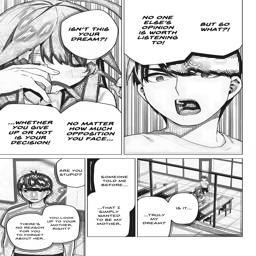 BUT SO
WHAT?!
NO ONE
ELSE'S
OPINION
IS WORTH
LISTENING
TO!
ISN'T THIS
YOUR
DREAM?!
NO MATTER
HOW MUCH
OPPOSITION
YOU FACE...
...WHETHER
YOU GIVE
UP OR NOT
IS YOUR
DECISION!
IS IT...
...TRULY
MY
DREAM?
SOMEONE
TOLD ME
BEFORE...
...THAT I
SIMPLY
WANTED
TO BE MY
MOTHER.
ARE YOU
STUPID?
YOU LOOK UP
TO YOUR
MOTHER,
RIGHT?
THERE'S
NO REASON
FOR YOU
TO FORGET
ABOUT HER.